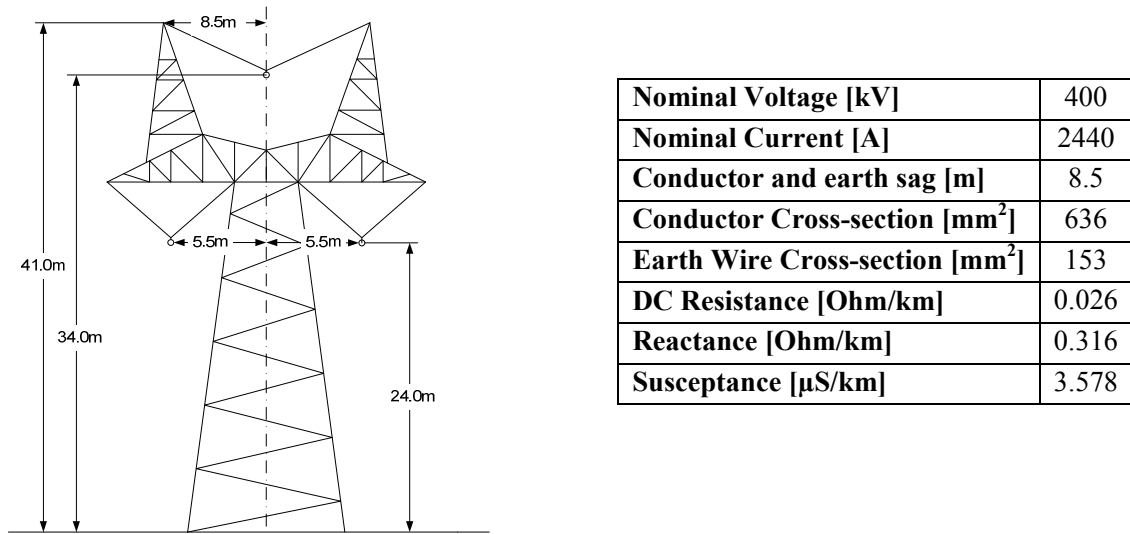 8.5m
5.5m 5.5m
41.0m
34.0m
24.0m
Nominal Voltage [kV] 400
Nominal Current [A] 2440
Conductor and earth sag [m] 8.5
Conductor Cross-section [mm²] 636
Earth Wire Cross-section [mm²] 153
DC Resistance [Ohm/km] 0.026
Reactance [Ohm/km] 0.316
Susceptance [µS/km] 3.578